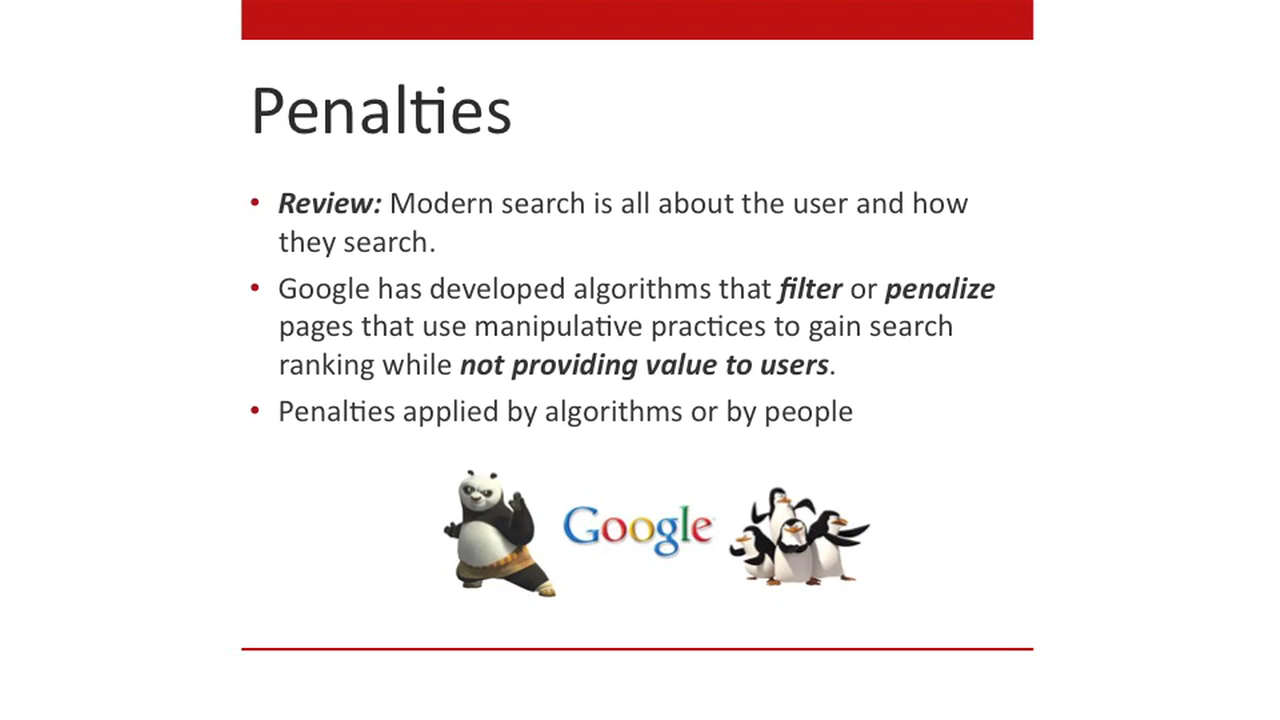 Penalties
• Review: Modern search is all about the user and how
they search.
• Google has developed algorithms that filter or penalize
pages that use manipulative practices to gain search
ranking while not providing value to users.
• Penalties applied by algorithms or by people
Google